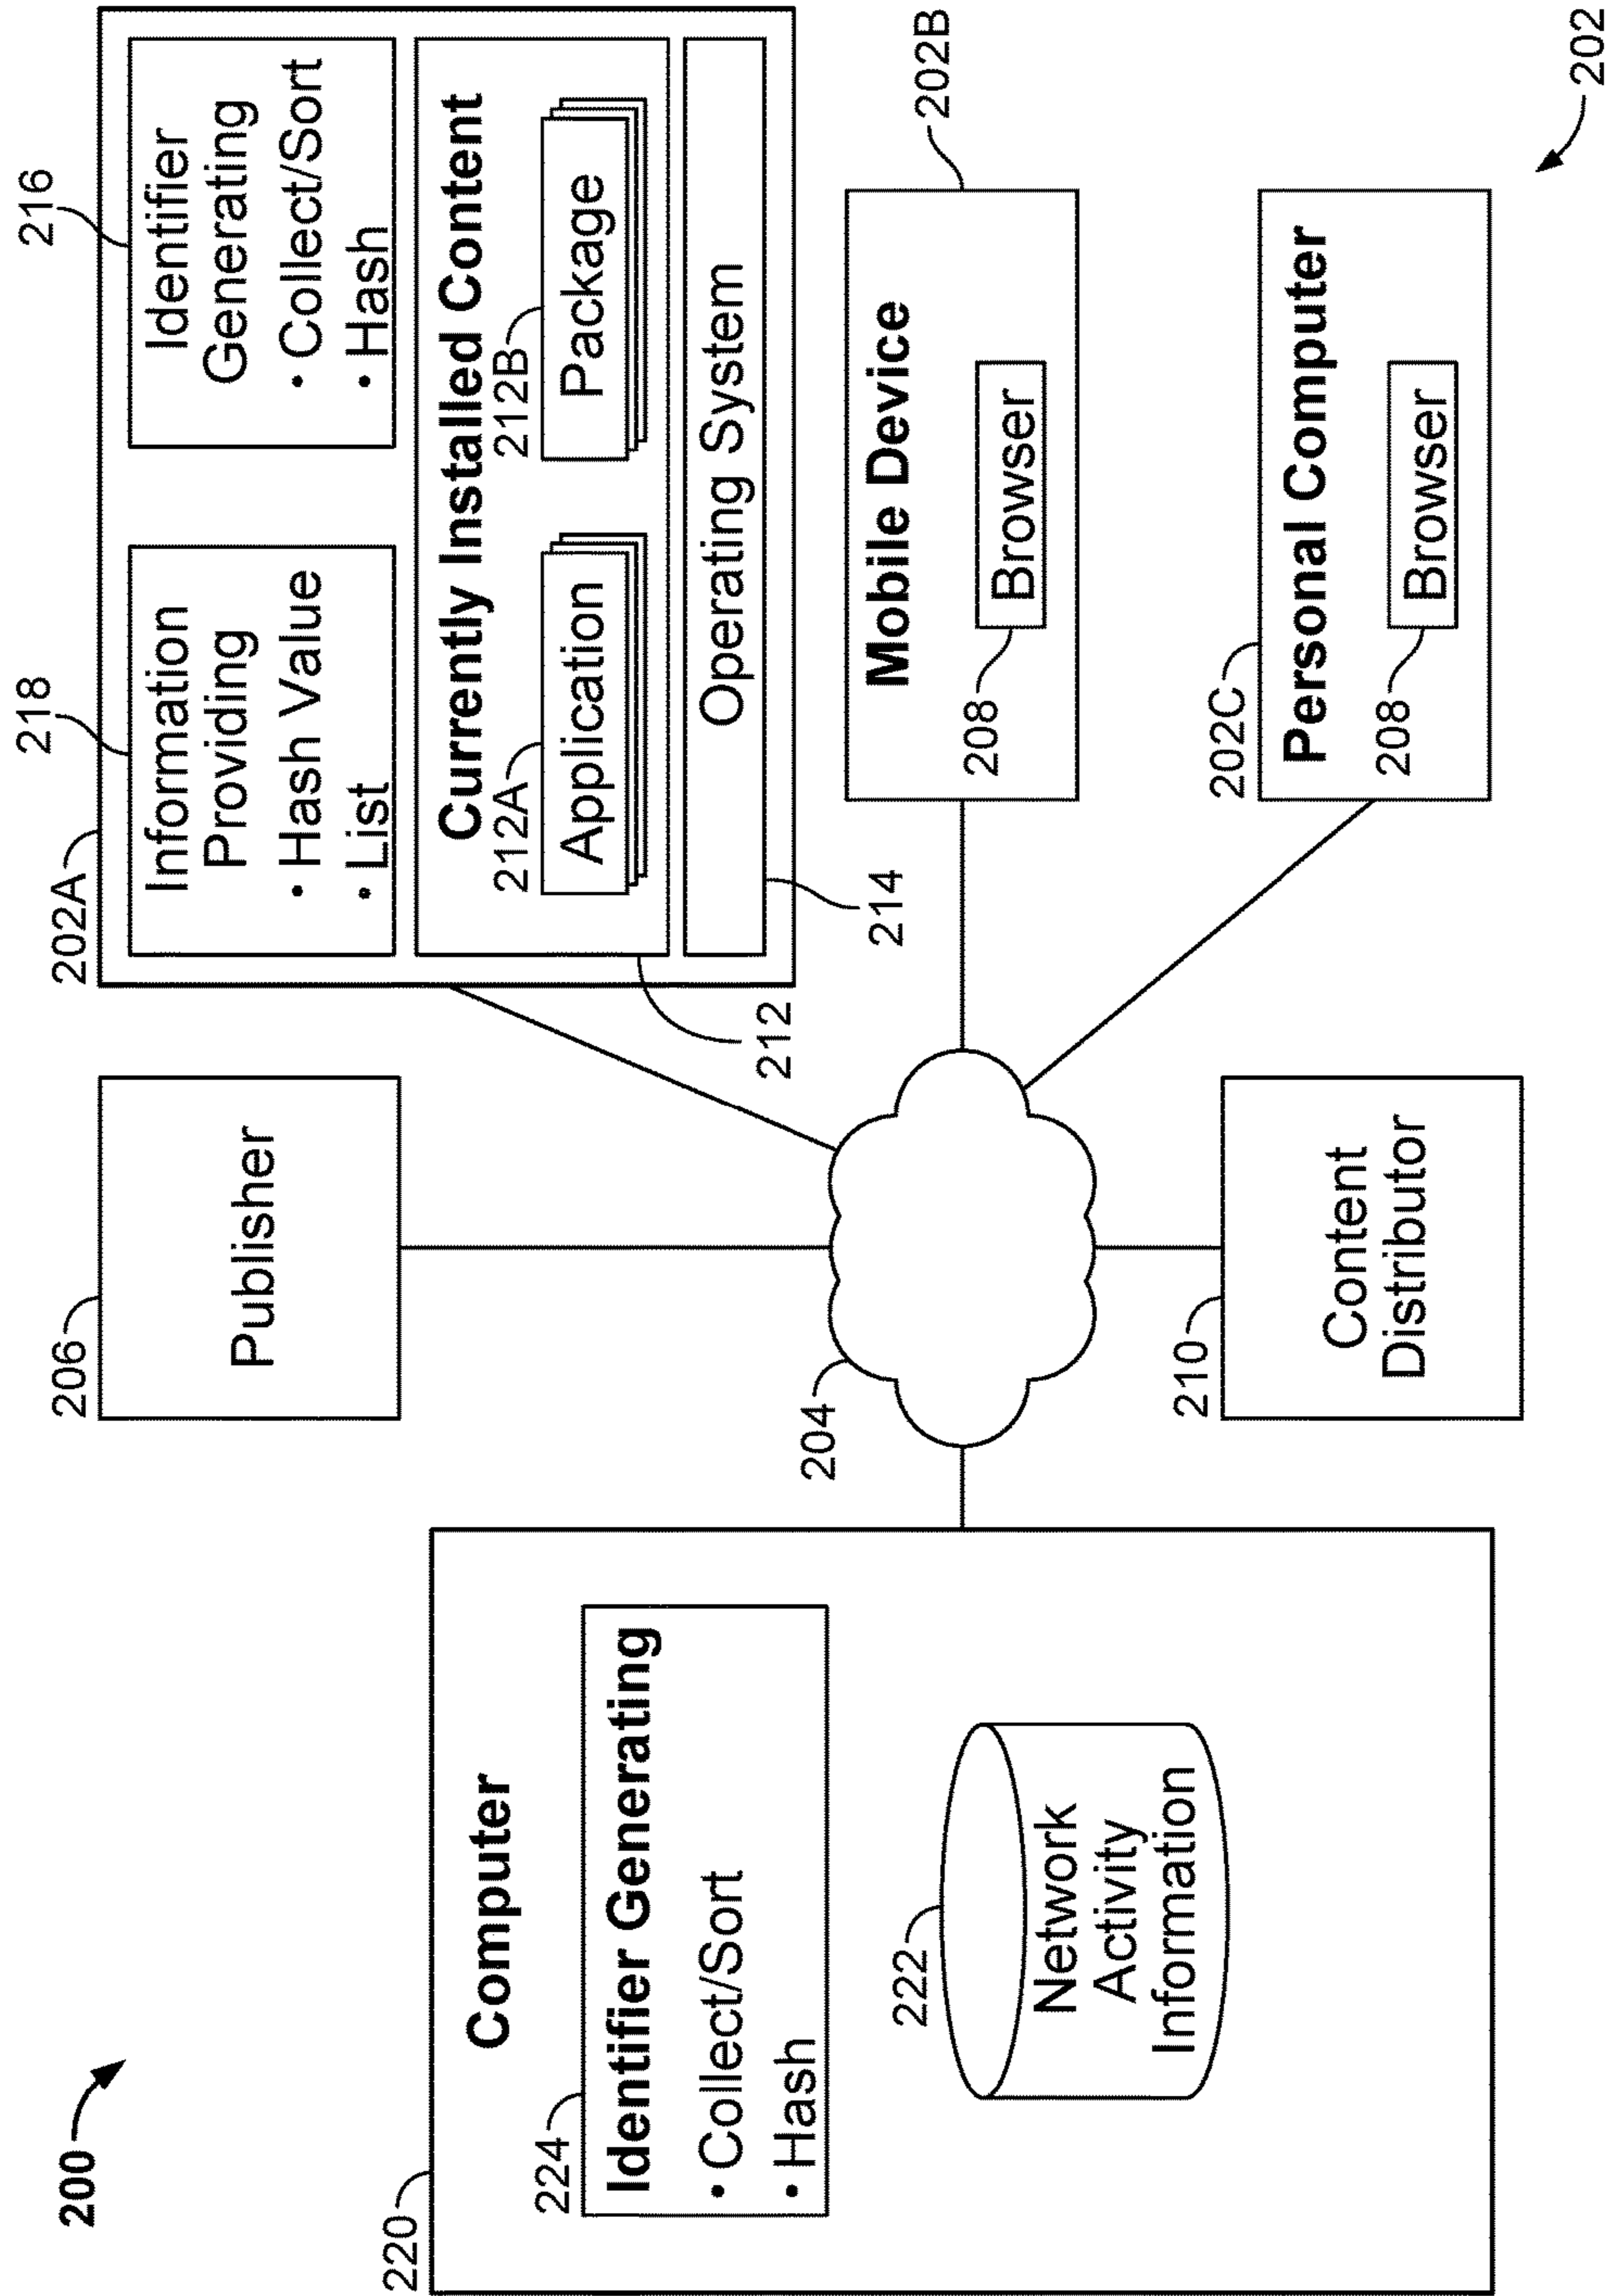 200
220
Computer
224
Identifier Generating
• Collect/Sort
• Hash
222
Network
Activity
Information
206
Publisher
204
210
Content
Distributor
202A
218
Information
Providing
• Hash Value
• List
216
Identifier
Generating
• Collect/Sort
• Hash
Currently Installed Content
212A
Application
212B
Package
212
Operating System
214
Mobile Device
202B
208
Browser
202C
Personal Computer
208
Browser
202